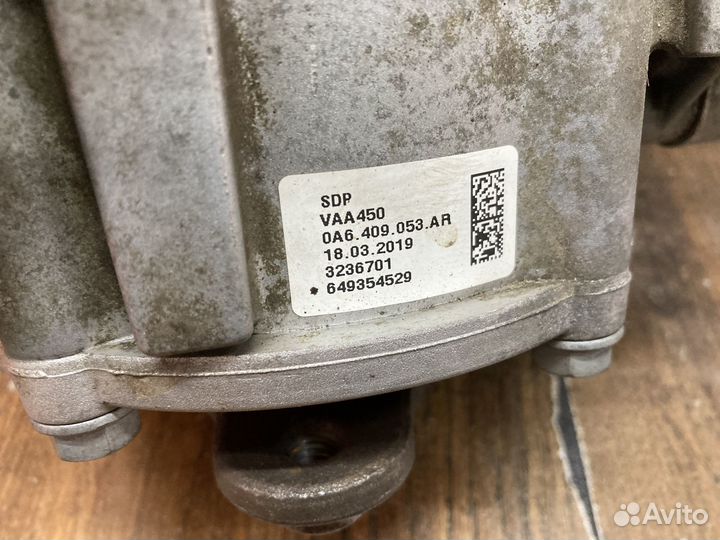 SDP
VAA450
0A6.409.053.AR
18.03.2019
3236701
* 649354529
Avito